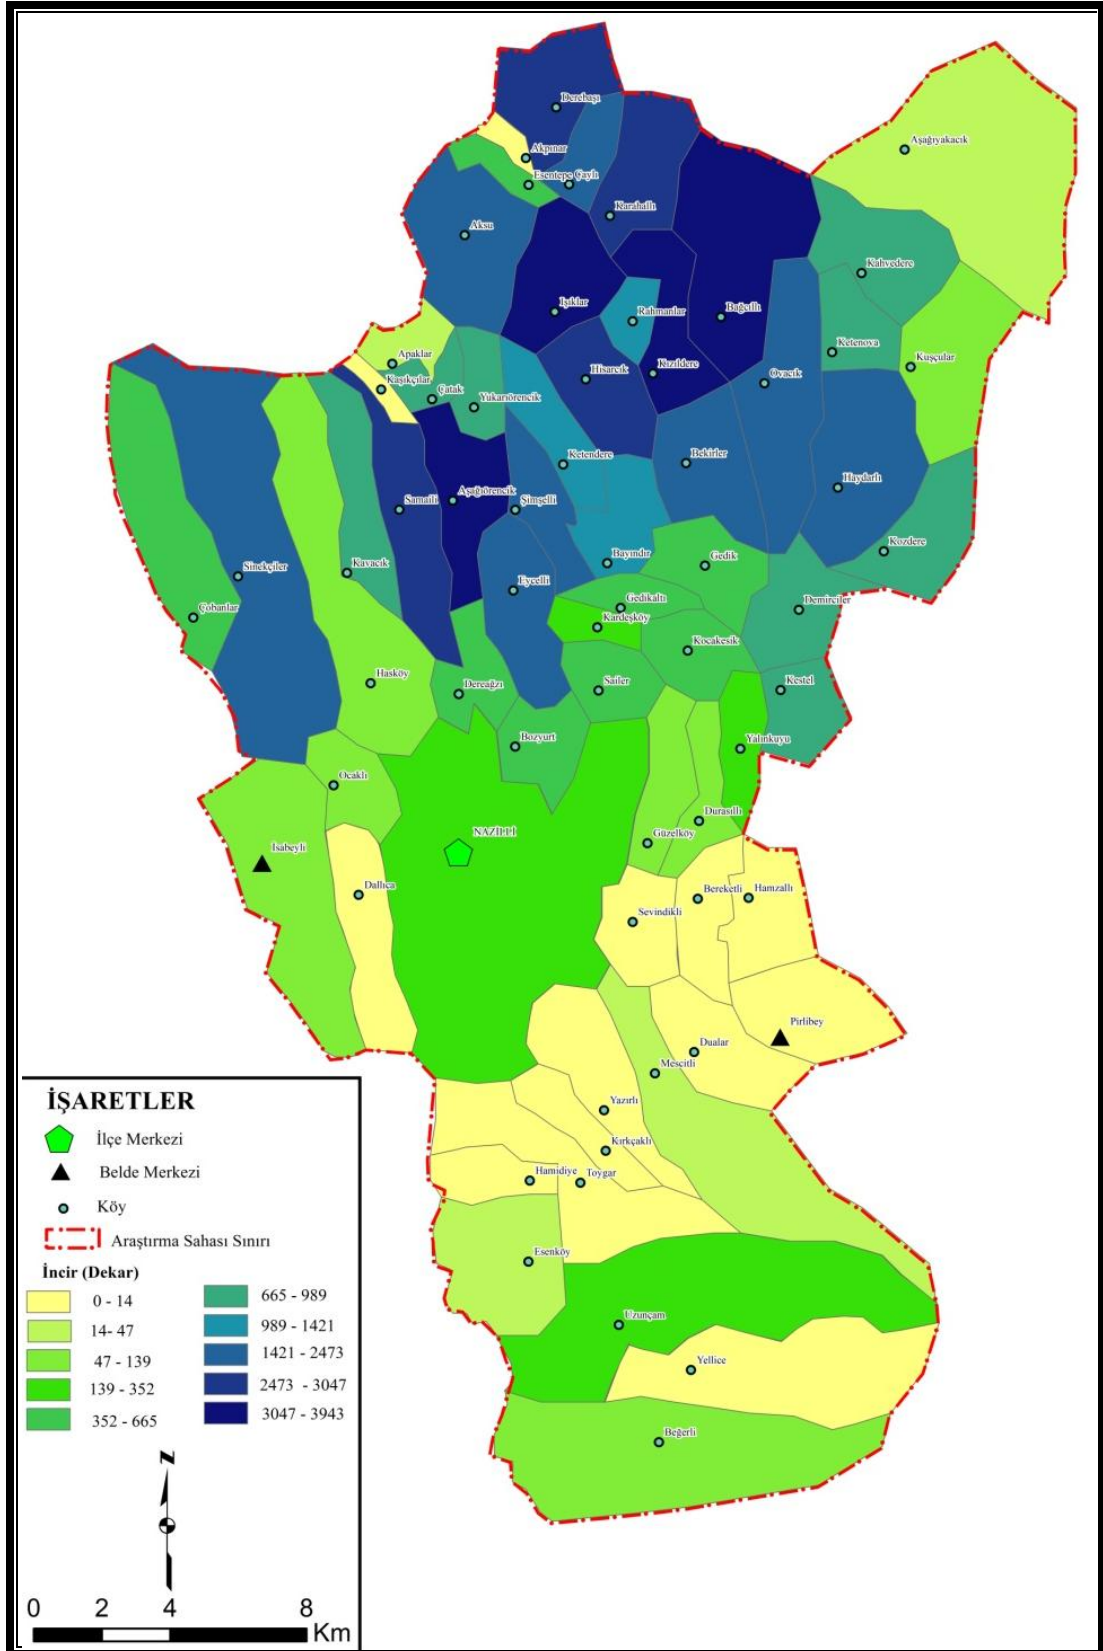 Derebaşı
Aşağıyakacık
Akpınar
Esentepe
Çaylı
Karahallı
Aksu
Kahvedere
Işıklar
Rahmanlar
Bağcıllı
Ketenova
Apaklar
Kuşçular
Kaşıkçılar
Çatak
Yukarıörencik
Hisarcık
Kızıldere
Ovacık
Ketendere
Bekirler
Haydarlı
Samailli
Aşağıörencik
Şimşelli
Sinekçiler
Kavacık
Bayındır
Gedik
Kozdere
Eycelli
Çobanlar
Gedikaltı
Kardeşköy
Demirciler
Kocakesik
Hasköy
Dereağzı
Sailer
Kestel
Bozyurt
Yalınkuyu
Ocaklı
Durasıllı
NAZİLLİ
Güzelköy
İsabeyli
Dallıca
Bereketli
Hamzallı
Sevindikli
Pirlibey
Dualar
Mescitli
Yazırlı
Kırkçaklı
Hamidiye
Toygar
Esenköy
Uzunçam
Yellice
Beğerli
İŞARETLER
İlçe Merkezi
Belde Merkezi
Köy
Araştırma Sahası Sınırı
İncir (Dekar)
0 - 14
14- 47
47 - 139
139 - 352
352 - 665
665 - 989
989 - 1421
1421 - 2473
2473 - 3047
3047 - 3943
N
0 2 4 8
Km